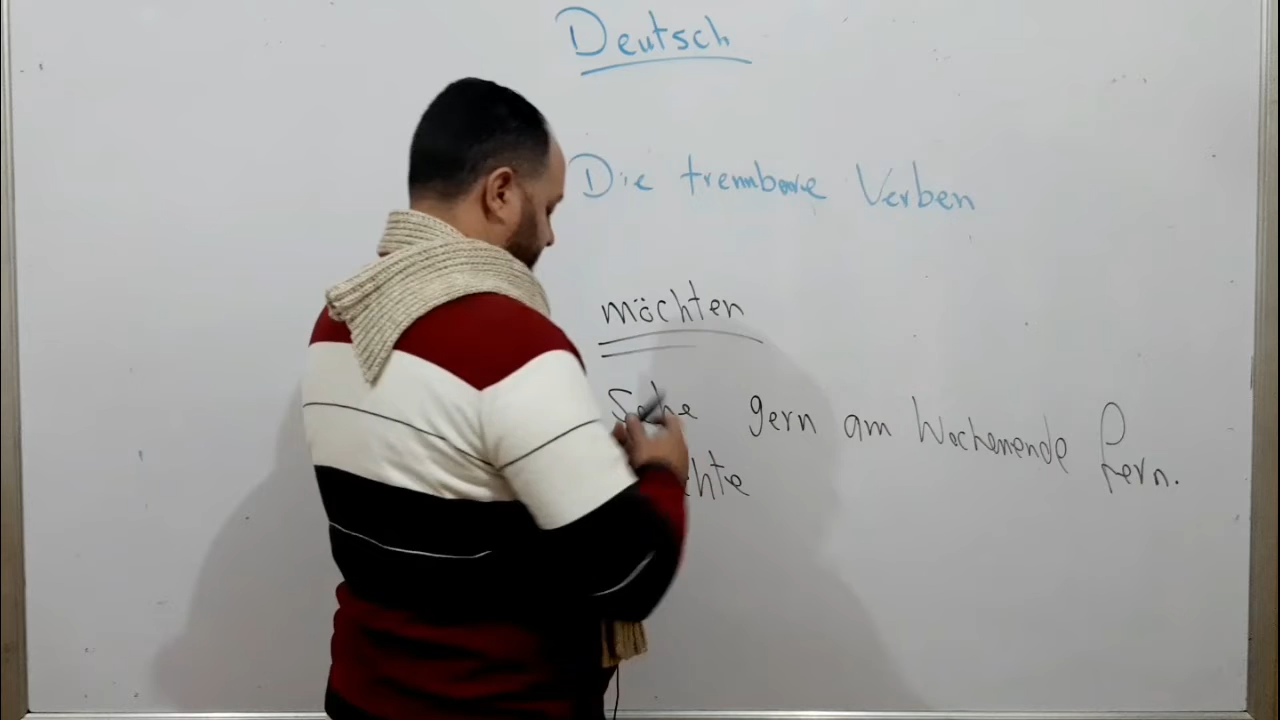 Deutsch
Die trennbare Verben
möchten
Sehe gern am Wochenende fern.
chte